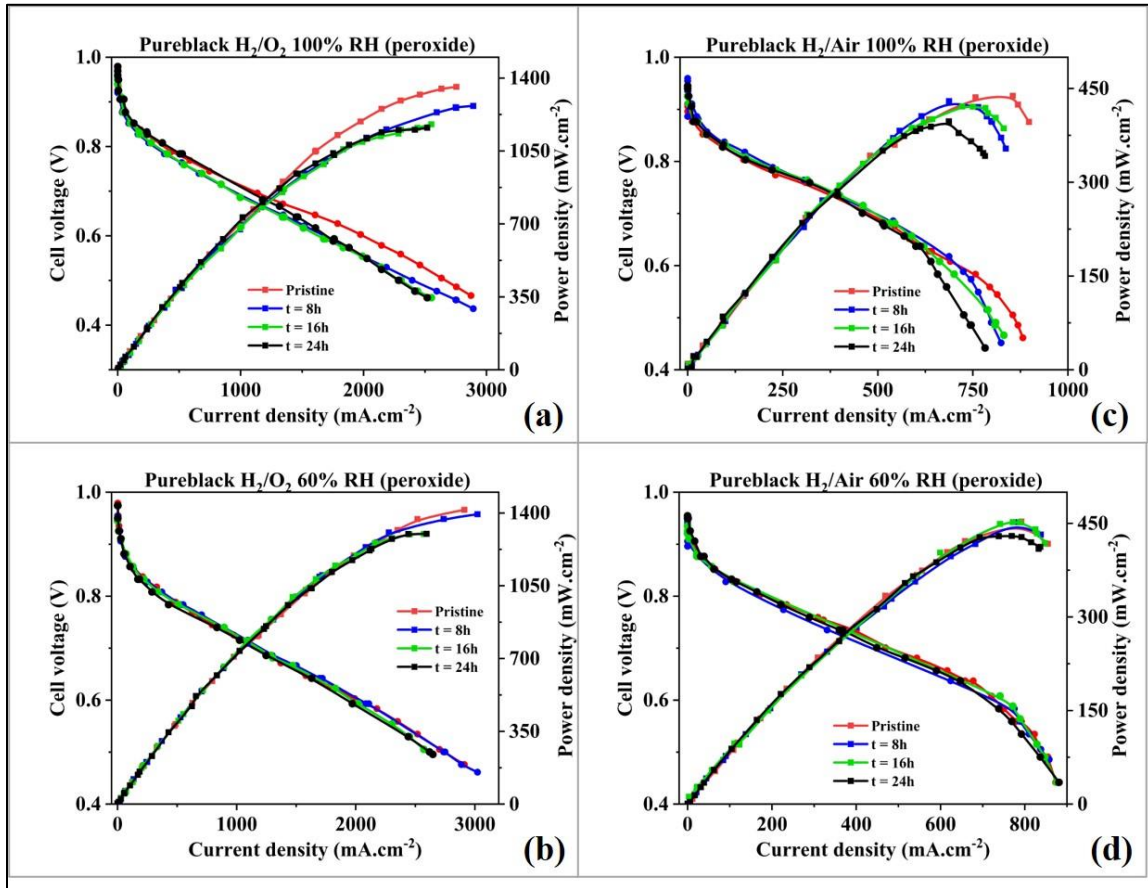 Pureblack H₂/O₂ 100% RH (peroxide)
1.0
0.8
0.6
0.4
Cell voltage (V)
1400
1050
700
350
0
Power density (mW.cm⁻²)
Pristine
t = 8h
t = 16h
t = 24h
0
1000
2000
3000
Current density (mA.cm⁻²)
(a)
Pureblack H₂/Air 100% RH (peroxide)
1.0
0.8
0.6
0.4
Cell voltage (V)
450
300
150
0
Power density (mW.cm⁻²)
Pristine
t = 8h
t = 16h
t = 24h
0
250
500
750
1000
Current density (mA.cm⁻²)
(c)
Pureblack H₂/O₂ 60% RH (peroxide)
1.0
0.8
0.6
0.4
Cell voltage (V)
1400
1050
700
350
0
Power density (mW.cm⁻²)
Pristine
t = 8h
t = 16h
t = 24h
0
1000
2000
3000
Current density (mA.cm⁻²)
(b)
Pureblack H₂/Air 60% RH (peroxide)
1.0
0.8
0.6
0.4
Cell voltage (V)
450
300
150
0
Power density (mW.cm⁻²)
Pristine
t = 8h
t = 16h
t = 24h
0
200
400
600
800
Current density (mA.cm⁻²)
(d)